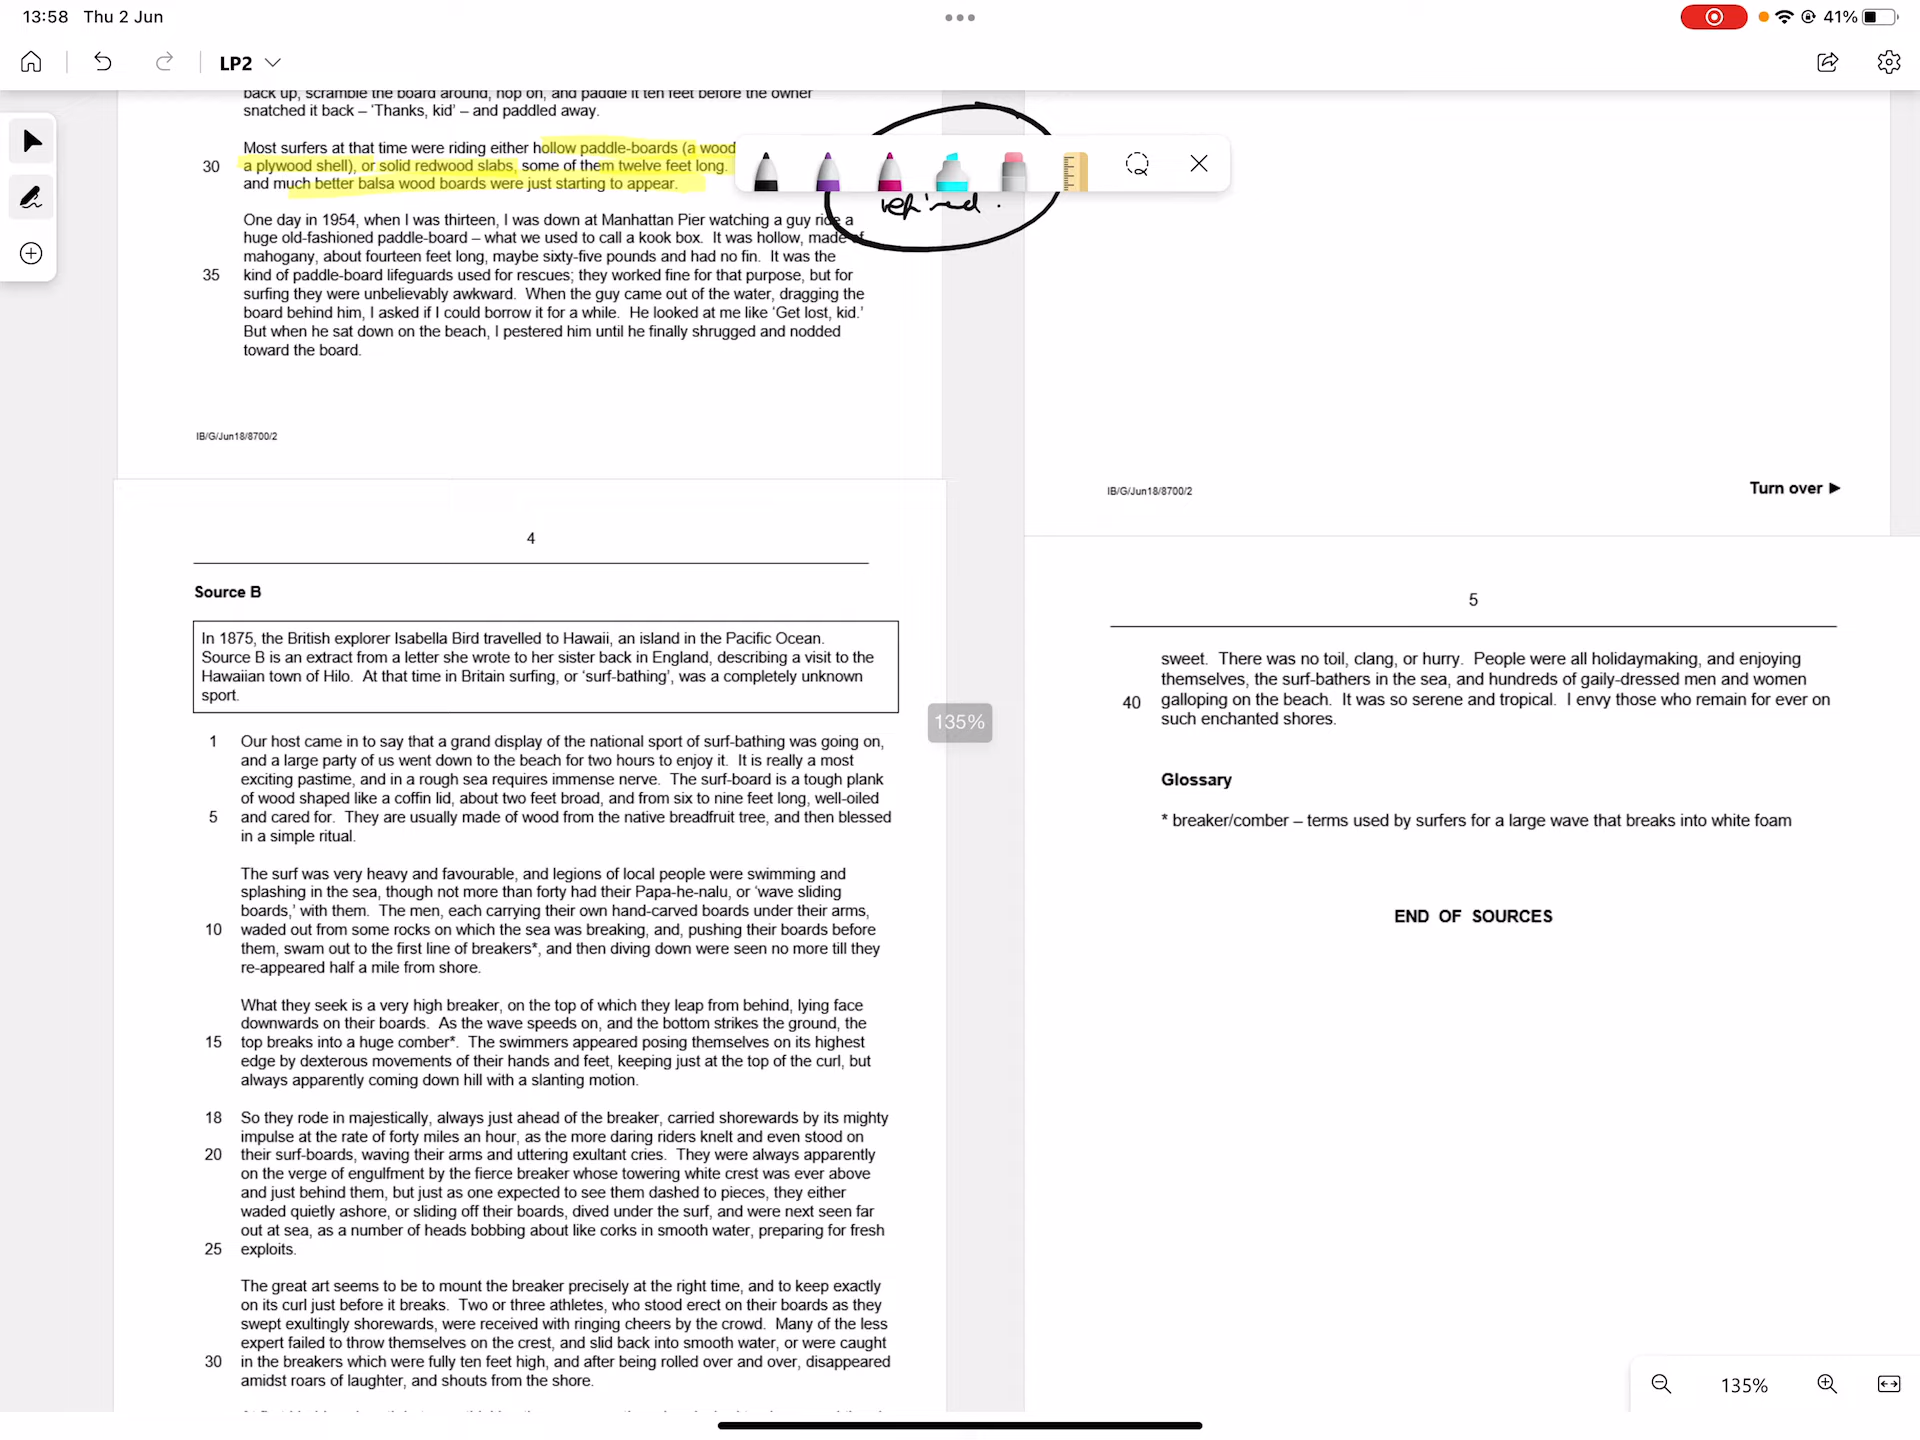 13:58 Thu 2 Jun
41%
LP2
back up, scramble the board around, hop on, and paddle it ten feet before the owner
snatched it back – ‘Thanks, kid’ – and paddled away.
Most surfers at that time were riding either hollow paddle-boards (a wood
30 a plywood shell), or solid redwood slabs, some of them twelve feet long.
and much better balsa wood boards were just starting to appear.
refined.
One day in 1954, when I was thirteen, I was down at Manhattan Pier watching a guy ride a
huge old-fashioned paddle-board – what we used to call a kook box. It was hollow, made of
mahogany, about fourteen feet long, maybe sixty-five pounds and had no fin. It was the
35 kind of paddle-board lifeguards used for rescues; they worked fine for that purpose, but for
surfing they were unbelievably awkward. When the guy came out of the water, dragging the
board behind him, I asked if I could borrow it for a while. He looked at me like ‘Get lost, kid.’
But when he sat down on the beach, I pestered him until he finally shrugged and nodded
toward the board.
IB/G/Jun18/8700/2
4
Source B
In 1875, the British explorer Isabella Bird travelled to Hawaii, an island in the Pacific Ocean.
Source B is an extract from a letter she wrote to her sister back in England, describing a visit to the
Hawaiian town of Hilo. At that time in Britain surfing, or ‘surf-bathing’, was a completely unknown
sport.
1 Our host came in to say that a grand display of the national sport of surf-bathing was going on,
and a large party of us went down to the beach for two hours to enjoy it. It is really a most
exciting pastime, and in a rough sea requires immense nerve. The surf-board is a tough plank
of wood shaped like a coffin lid, about two feet broad, and from six to nine feet long, well-oiled
5 and cared for. They are usually made of wood from the native breadfruit tree, and then blessed
in a simple ritual.
The surf was very heavy and favourable, and legions of local people were swimming and
splashing in the sea, though not more than forty had their Papa-he-nalu, or ‘wave sliding
boards,’ with them. The men, each carrying their own hand-carved boards under their arms,
10 waded out from some rocks on which the sea was breaking, and, pushing their boards before
them, swam out to the first line of breakers*, and then diving down were seen no more till they
re-appeared half a mile from shore.
What they seek is a very high breaker, on the top of which they leap from behind, lying face
downwards on their boards. As the wave speeds on, and the bottom strikes the ground, the
15 top breaks into a huge comber*. The swimmers appeared posing themselves on its highest
edge by dexterous movements of their hands and feet, keeping just at the top of the curl, but
always apparently coming down hill with a slanting motion.
18 So they rode in majestically, always just ahead of the breaker, carried shorewards by its mighty
impulse at the rate of forty miles an hour, as the more daring riders knelt and even stood on
20 their surf-boards, waving their arms and uttering exultant cries. They were always apparently
on the verge of engulfment by the fierce breaker whose towering white crest was ever above
and just behind them, but just as one expected to see them dashed to pieces, they either
waded quietly ashore, or sliding off their boards, dived under the surf, and were next seen far
out at sea, as a number of heads bobbing about like corks in smooth water, preparing for fresh
25 exploits.
The great art seems to be to mount the breaker precisely at the right time, and to keep exactly
on its curl just before it breaks. Two or three athletes, who stood erect on their boards as they
swept exultingly shorewards, were received with ringing cheers by the crowd. Many of the less
expert failed to throw themselves on the crest, and slid back into smooth water, or were caught
30 in the breakers which were fully ten feet high, and after being rolled over and over, disappeared
amidst roars of laughter, and shouts from the shore.
135%
IB/G/Jun18/8700/2
Turn over ►
5
sweet. There was no toil, clang, or hurry. People were all holidaymaking, and enjoying
themselves, the surf-bathers in the sea, and hundreds of gaily-dressed men and women
40 galloping on the beach. It was so serene and tropical. I envy those who remain for ever on
such enchanted shores.
Glossary
* breaker/comber – terms used by surfers for a large wave that breaks into white foam
END OF SOURCES
135%